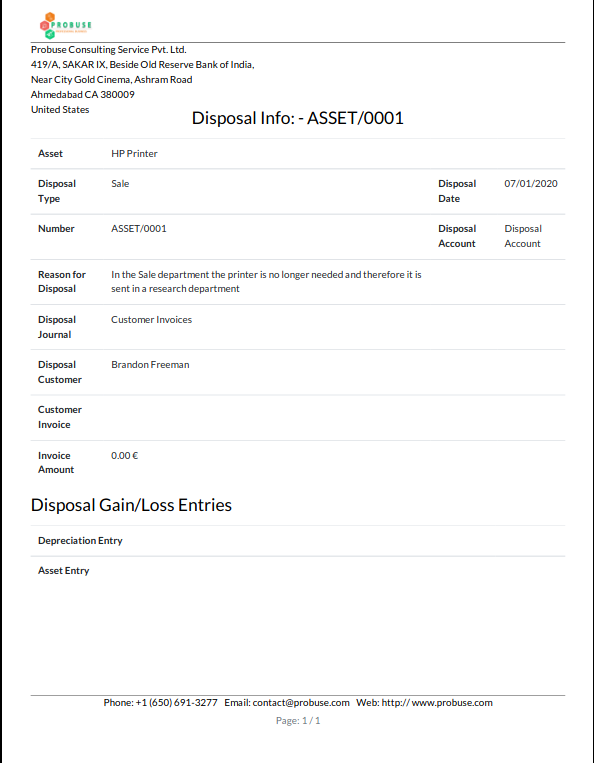 PROBUSE
Probuse Consulting Service Pvt. Ltd.
419/A, SAKAR IX, Beside Old Reserve Bank of India,
Near City Gold Cinema, Ashram Road
Ahmedabad CA 380009
United States
Disposal Info: - ASSET/0001
Asset HP Printer
Disposal Type Sale Disposal Date 07/01/2020
Number ASSET/0001 Disposal Account Disposal Account
Reason for Disposal In the Sale department the printer is no longer needed and therefore it is
sent in a research department
Disposal Journal Customer Invoices
Disposal Customer Brandon Freeman
Customer Invoice
Invoice Amount 0.00 €
Disposal Gain/Loss Entries
Depreciation Entry
Asset Entry
Phone: +1 (650) 691-3277 Email: contact@probuse.com Web: http:// www.probuse.com
Page: 1 / 1